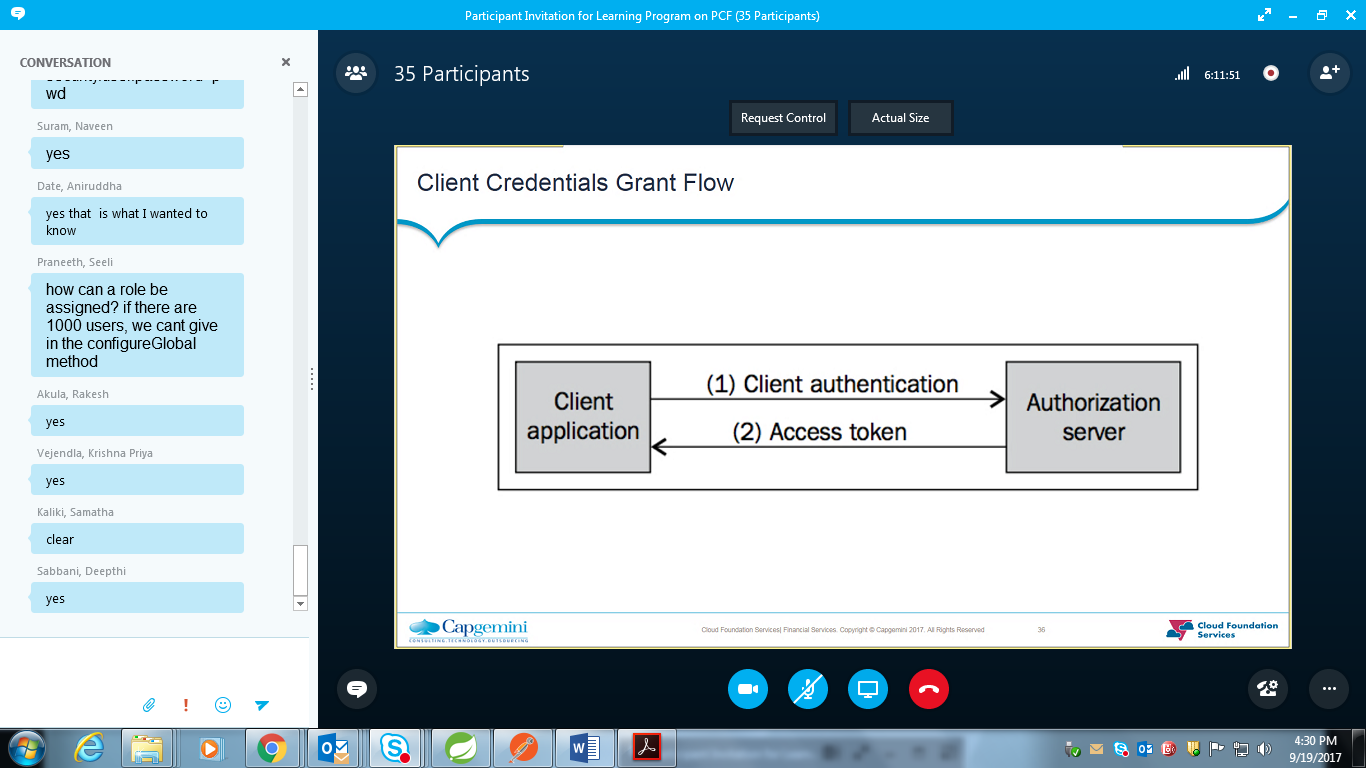 Participant Invitation for Learning Program on PCF (35 Participants)
CONVERSATION
wd
Suram, Naveen
yes
Date, Aniruddha
yes that is what I wanted to
know
Praneeth, Seeli
how can a role be
assigned? if there are
1000 users, we cant give
in the configureGlobal
method
Akula, Rakesh
yes
Vejendla, Krishna Priya
yes
Kaliki, Samatha
clear
Sabbani, Deepthi
yes
35 Participants
6:11:51
Request Control
Actual Size
Client Credentials Grant Flow
Client
application
(1) Client authentication
(2) Access token
Authorization
server
Capgemini
CONSULTING.TECHNOLOGY.OUTSOURCING
Cloud Foundation Services| Financial Services. Copyright © Capgemini 2017. All Rights Reserved
36
Cloud Foundation
Services
4:30 PM
9/19/2017